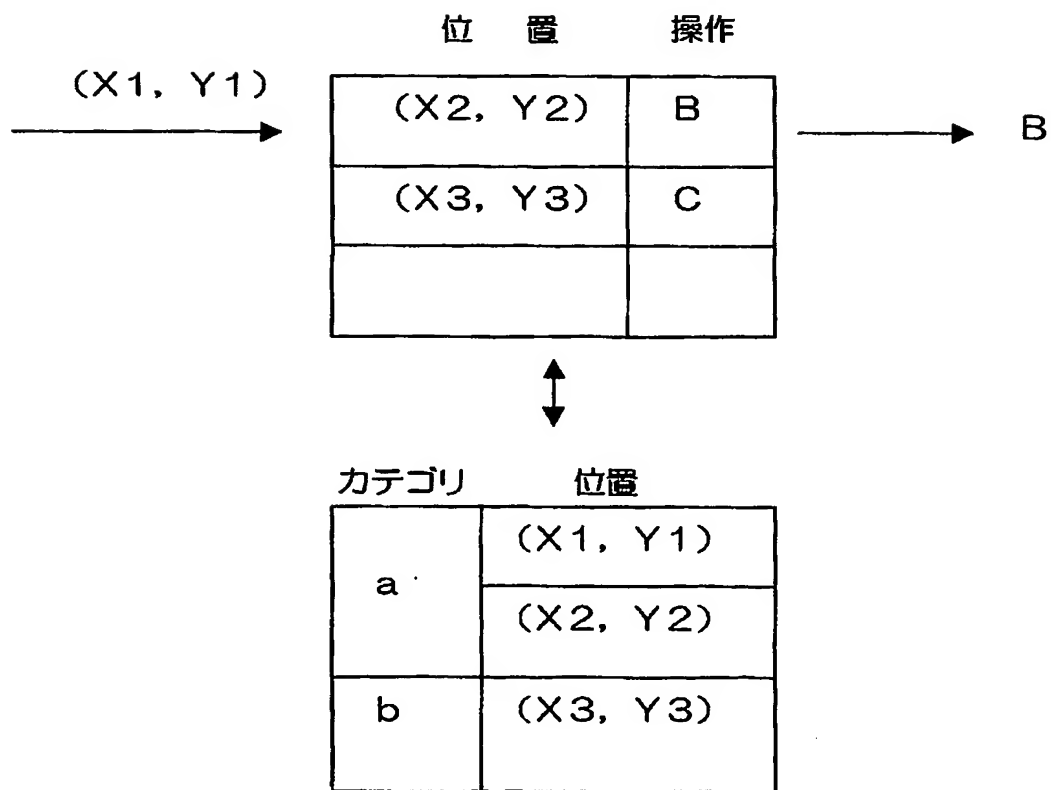 位 置 操作
(X1, Y1)
(X2, Y2) B
B
(X3, Y3) C
カテゴリ 位置
a
(X1, Y1)
(X2, Y2)
b (X3, Y3)